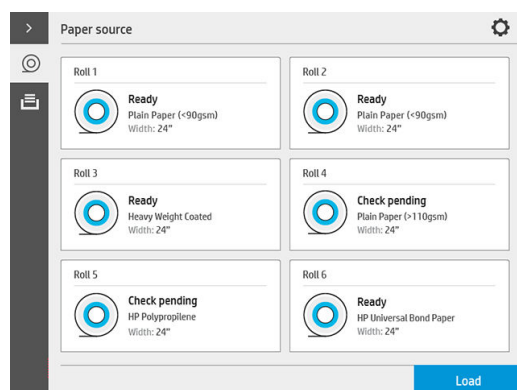 Paper source
Roll 1
Ready
Plain Paper (<90gsm)
Width: 24"
Roll 2
Ready
Plain Paper (<90gsm)
Width: 24"
Roll 3
Ready
Heavy Weight Coated
Width: 24"
Roll 4
Check pending
Plain Paper (>110gsm)
Width: 24"
Roll 5
Check pending
HP Polypropilene
Width: 24"
Roll 6
Ready
HP Universal Bond Paper
Width: 24"
Load